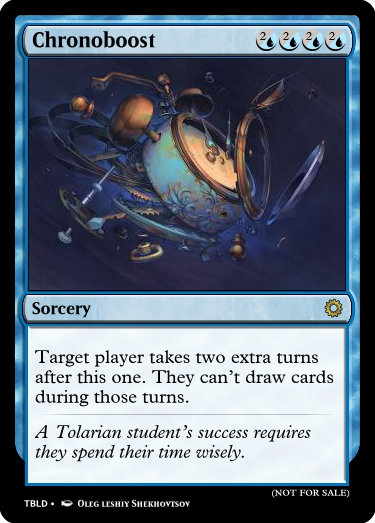 Chronoboost 2 2 2 2
Sorcery
Target player takes two extra turns
after this one. They can't draw cards
during those turns.
A Tolarian student's success requires
they spend their time wisely.
(NOT FOR SALE)
TBLD • Oleg leshiy Shekhovtsov